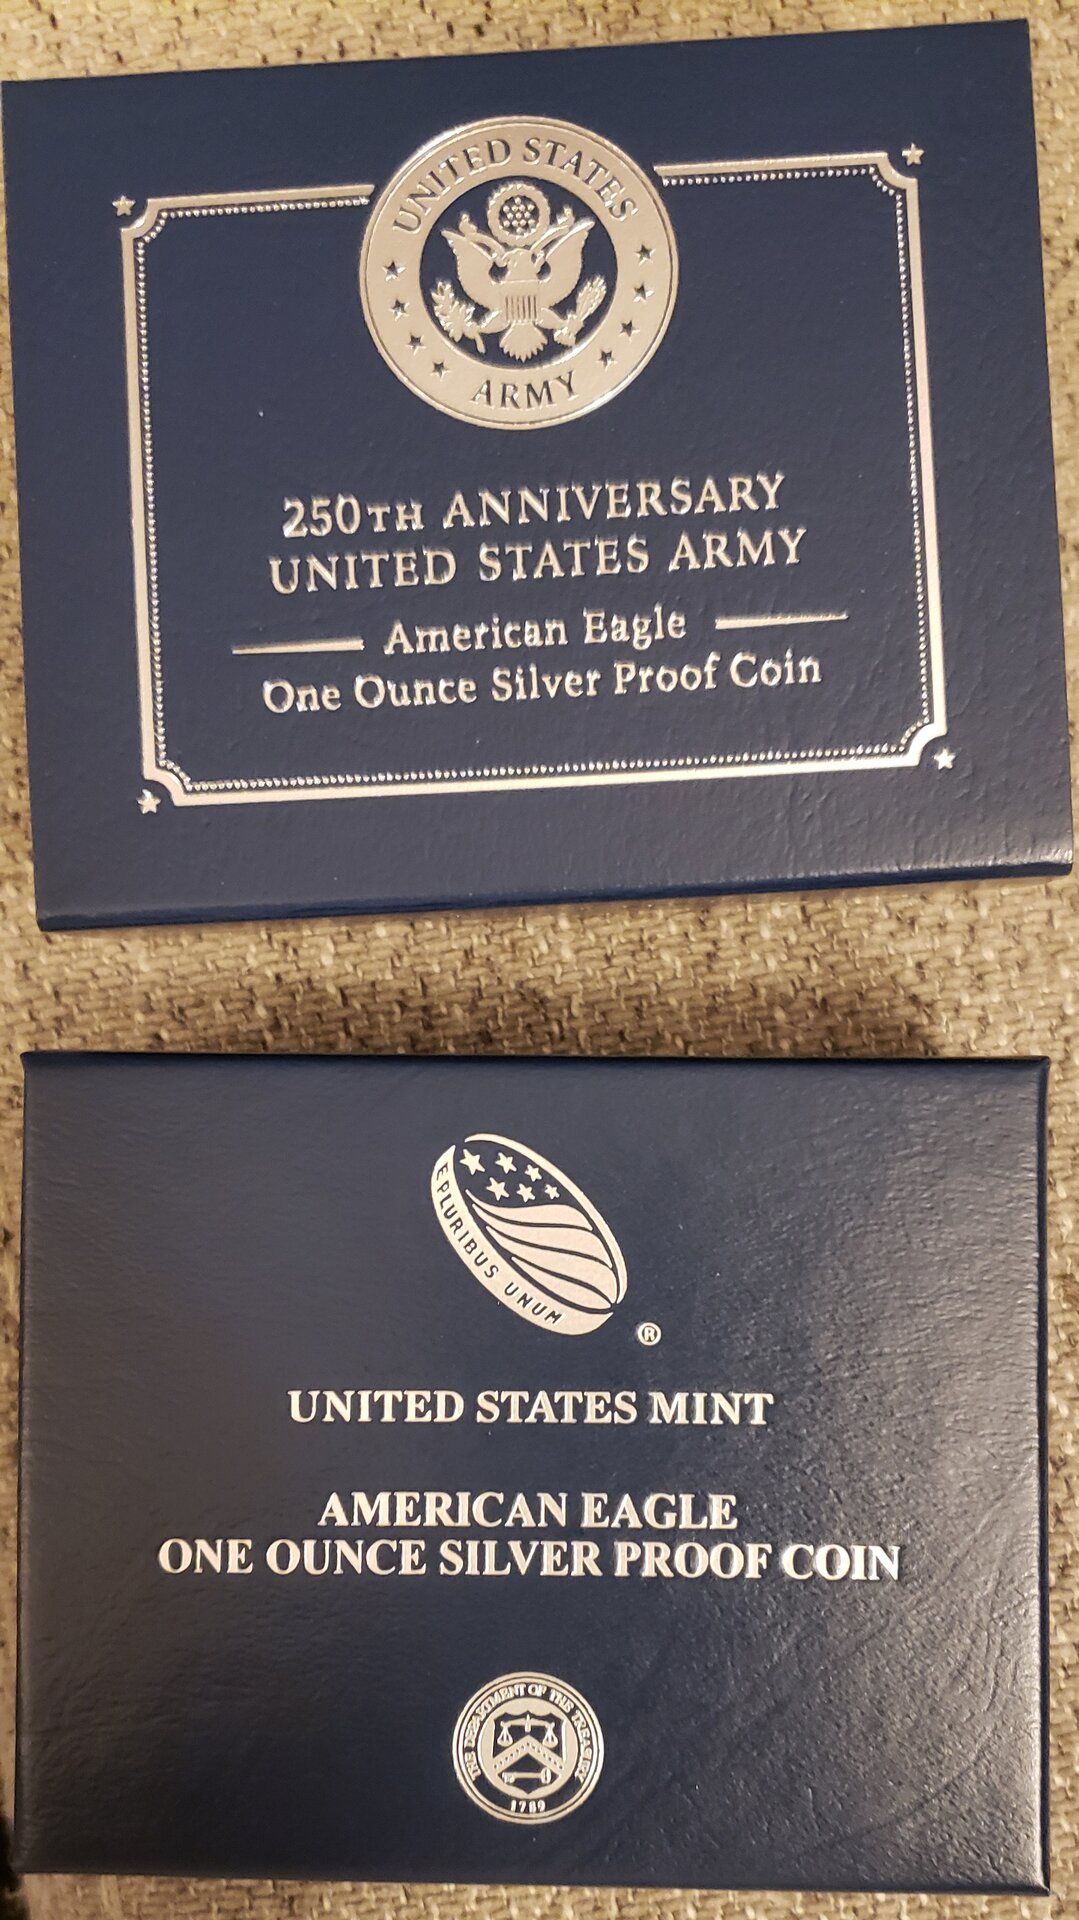 UNITED STATES
ARMY
250TH ANNIVERSARY
UNITED STATES ARMY
American Eagle
One Ounce Silver Proof Coin
E PLURIBUS UNUM
®
UNITED STATES MINT
AMERICAN EAGLE
ONE OUNCE SILVER PROOF COIN
THE DEPARTMENT OF THE TREASURY
1789